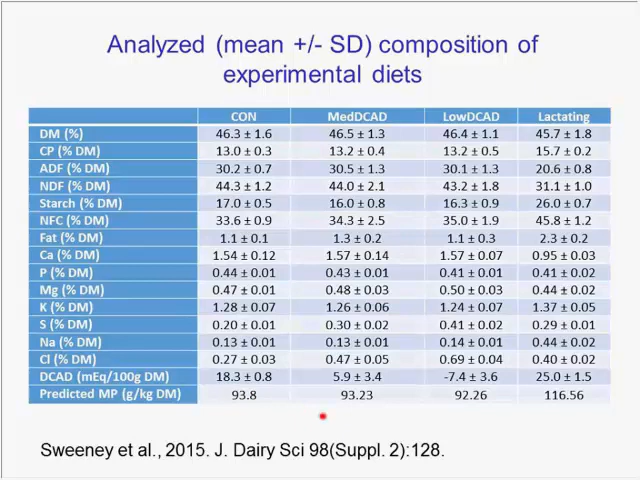 Analyzed (mean +/- SD) composition of
experimental diets
CON MedDCAD LowDCAD Lactating
DM (%) 46.3 ± 1.6 46.5 ± 1.3 46.4 ± 1.1 45.7 ± 1.8
CP (% DM) 13.0 ± 0.3 13.2 ± 0.4 13.2 ± 0.5 15.7 ± 0.2
ADF (% DM) 30.2 ± 0.7 30.5 ± 1.3 30.1 ± 1.3 20.6 ± 0.8
NDF (% DM) 44.3 ± 1.2 44.0 ± 2.1 43.2 ± 1.8 31.1 ± 1.0
Starch (% DM) 17.0 ± 0.5 16.0 ± 0.8 16.3 ± 0.9 26.0 ± 0.7
NFC (% DM) 33.6 ± 0.9 34.3 ± 2.5 35.0 ± 1.9 45.8 ± 1.2
Fat (% DM) 1.1 ± 0.1 1.3 ± 0.2 1.1 ± 0.3 2.3 ± 0.2
Ca (% DM) 1.54 ± 0.12 1.57 ± 0.14 1.57 ± 0.07 0.95 ± 0.03
P (% DM) 0.44 ± 0.01 0.43 ± 0.01 0.41 ± 0.01 0.41 ± 0.02
Mg (% DM) 0.47 ± 0.01 0.48 ± 0.03 0.50 ± 0.03 0.44 ± 0.02
K (% DM) 1.28 ± 0.07 1.26 ± 0.06 1.24 ± 0.07 1.37 ± 0.05
S (% DM) 0.20 ± 0.01 0.30 ± 0.02 0.41 ± 0.02 0.29 ± 0.01
Na (% DM) 0.13 ± 0.01 0.13 ± 0.01 0.14 ± 0.01 0.44 ± 0.02
Cl (% DM) 0.27 ± 0.03 0.47 ± 0.05 0.69 ± 0.04 0.40 ± 0.02
DCAD (mEq/100g DM) 18.3 ± 0.8 5.9 ± 3.4 -7.4 ± 3.6 25.0 ± 1.5
Predicted MP (g/kg DM) 93.8 93.23 92.26 116.56
Sweeney et al., 2015. J. Dairy Sci 98(Suppl. 2):128.